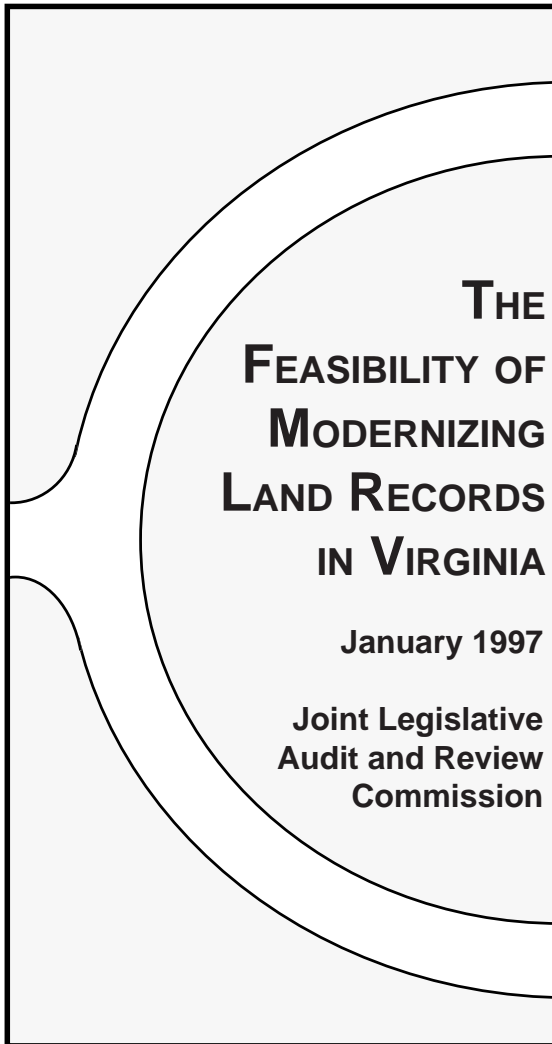 THE
FEASIBILITY OF
MODERNIZING
LAND RECORDS
IN VIRGINIA
January 1997
Joint Legislative
Audit and Review
Commission